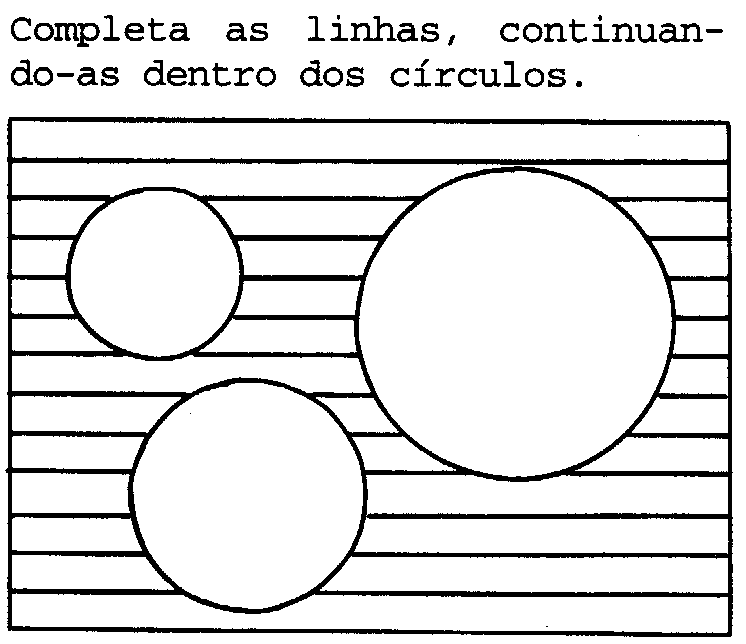 Completa as linhas, continuan-
do-as dentro dos círculos.